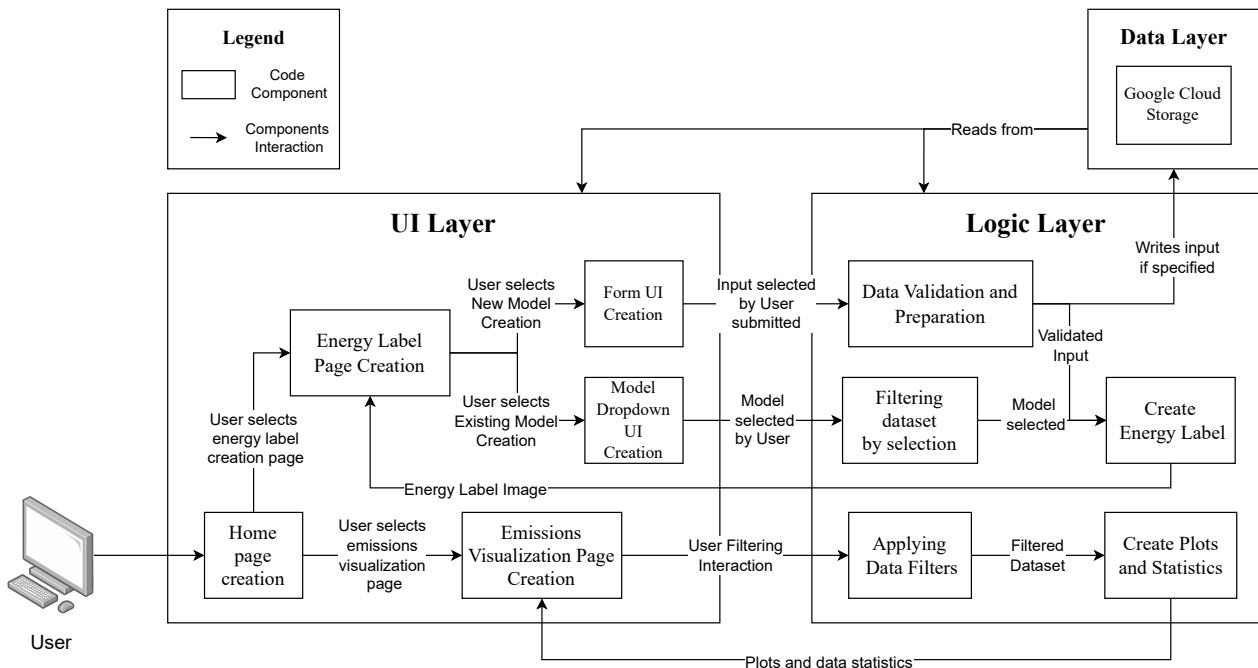 Legend
Code
Component
Components
Interaction
Data Layer
Google Cloud
Storage
Reads from
UI Layer
Logic Layer
Writes input
if specified
User selects
New Model
Creation
Form UI
Creation
Input selected
by User
submitted
Data Validation and
Preparation
Validated
Input
Energy Label
Page Creation
User selects
Existing Model
Creation
Model
Dropdown
UI
Creation
Model
selected
by User
Filtering
dataset
by selection
Model
selected
Create
Energy Label
User selects
energy label
creation page
Energy Label Image
Home
page
creation
User selects
emissions
visualization
page
Emissions
Visualization Page
Creation
User Filtering
Interaction
Applying
Data Filters
Filtered
Dataset
Create Plots
and Statistics
User
Plots and data statistics